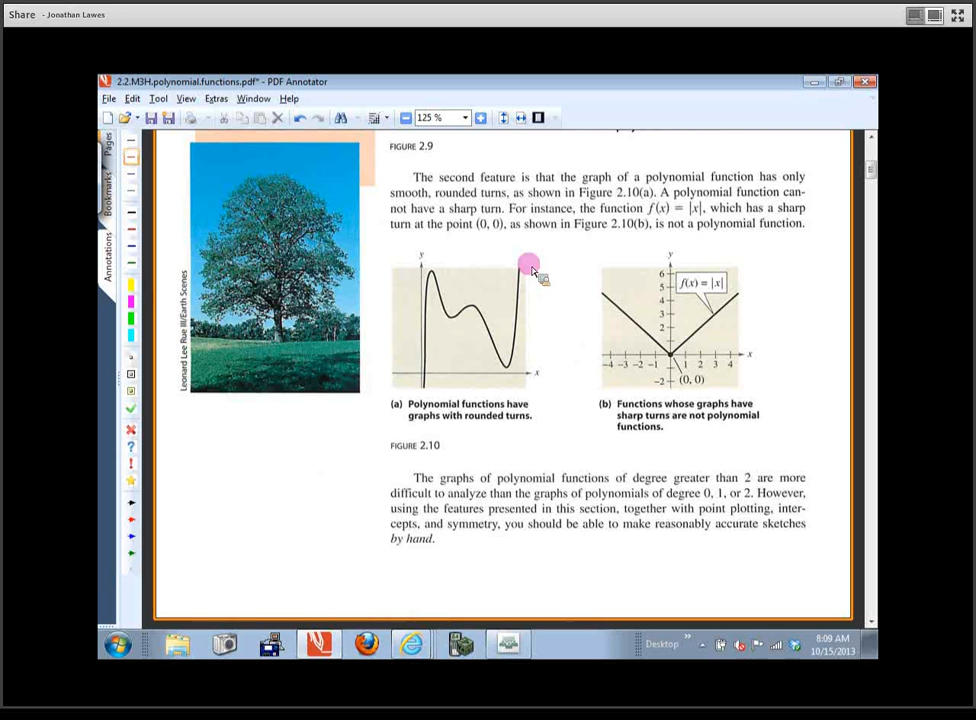 Share - Jonathan Lawes
2.2.M3H.polynomial.functions.pdf* - PDF Annotator
File Edit Tool View Extras Window Help
125 %
Pages
Bookmarks
Annotations
Leonard Lee Rue III/Earth Scenes
FIGURE 2.9
The second feature is that the graph of a polynomial function has only
smooth, rounded turns, as shown in Figure 2.10(a). A polynomial function can-
not have a sharp turn. For instance, the function f(x) = |x|, which has a sharp
turn at the point (0, 0), as shown in Figure 2.10(b), is not a polynomial function.
y
x
y
6
5
4
3
2
f(x) = |x|
-4 -3 -2 -1 1 2 3 4 x
-2 (0, 0)
(a) Polynomial functions have
graphs with rounded turns.
(b) Functions whose graphs have
sharp turns are not polynomial
functions.
FIGURE 2.10
The graphs of polynomial functions of degree greater than 2 are more
difficult to analyze than the graphs of polynomials of degree 0, 1, or 2. However,
using the features presented in this section, together with point plotting, inter-
cepts, and symmetry, you should be able to make reasonably accurate sketches
by hand.
Desktop
8:09 AM
10/15/2013